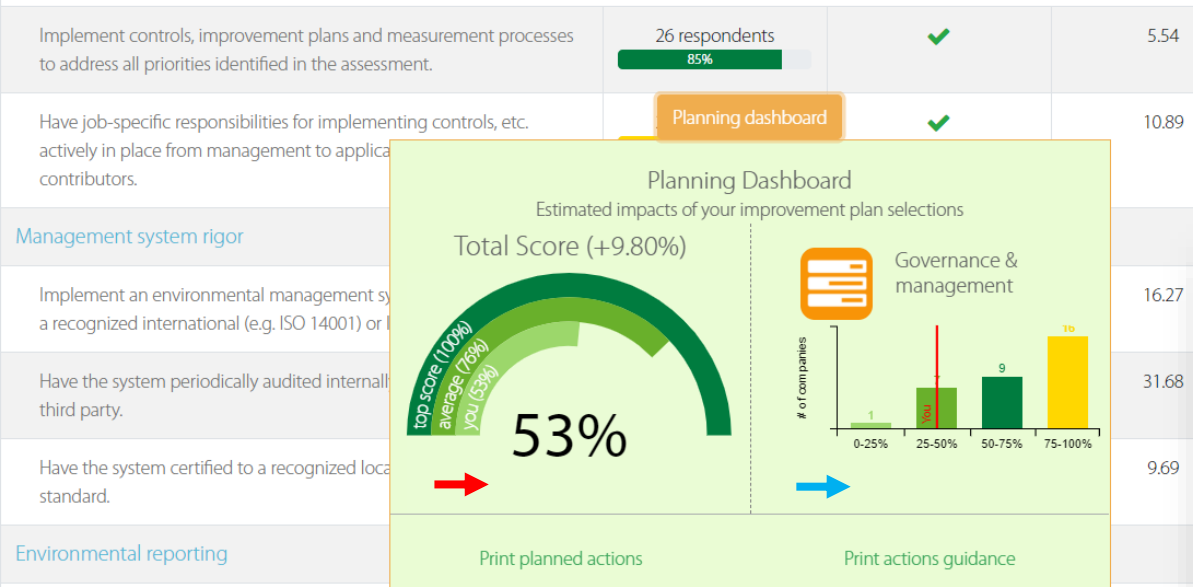 Implement controls, improvement plans and measurement processes
to address all priorities identified in the assessment.
26 respondents
85%
5.54
Have job-specific responsibilities for implementing controls, etc.
actively in place from management to applica
contributors.
Planning dashboard
10.89
Management system rigor
Implement an environmental management sy
a recognized international (e.g. ISO 14001) or l
16.27
Have the system periodically audited internall
third party.
31.68
Have the system certified to a recognized loca
standard.
9.69
Environmental reporting
Planning Dashboard
Estimated impacts of your improvement plan selections
Total Score (+9.80%)
top score (100%)
average (76%)
you (53%)
53%
Governance &
management
# of companies
1
7
You
9
16
0-25%
25-50%
50-75%
75-100%
Print planned actions
Print actions guidance